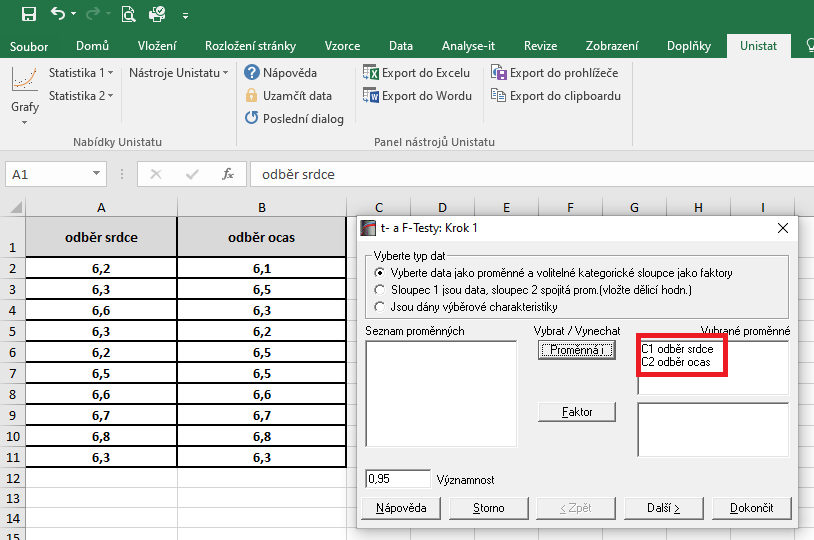 Soubor Domů Vložení Rozložení stránky Vzorce Data Analyse-it Revize Zobrazení Doplňky Unistat
Grafy
Statistika 1
Statistika 2
Nástroje Unistatu
Nabídky Unistatu
Nápověda
Uzamčít data
Poslední dialog
Export do Excelu
Export do Wordu
Export do prohlížeče
Export do clipboardu
Panel nástrojů Unistatu
A1 fx odběr srdce
A B C D E F G H I
1 odběr srdce odběr ocas
2 6,2 6,1
3 6,3 6,5
4 6,6 6,3
5 6,3 6,2
6 6,2 6,5
7 6,5 6,5
8 6,6 6,6
9 6,7 6,7
10 6,8 6,8
11 6,3 6,3
12
13
14
15
t- a F-Testy: Krok 1
Vyberte typ dat
Vyberte data jako proměnné a volitelné kategorické sloupce jako faktory
Sloupec 1 jsou data, sloupec 2 spojitá prom.(vložte dělicí hodn.)
Jsou dány výběrové charakteristiky
Seznam proměnných
Vybrat / Vynechat
Vybrané proměnné
Proměnná i
C1 odběr srdce
C2 odběr ocas
Faktor
0,95 Významnost
Nápověda Storno < Zpět Další > Dokončit